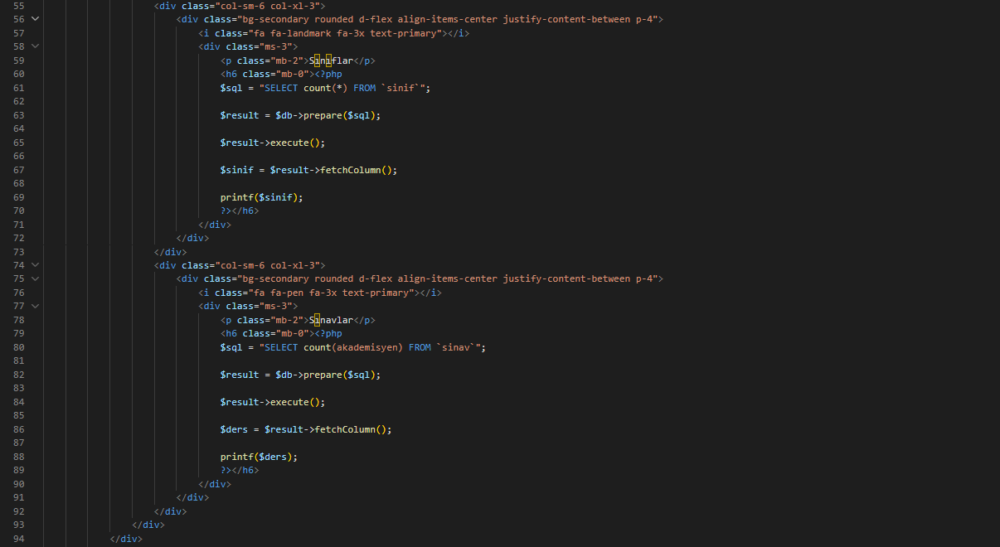 55 <div class="col-sm-6 col-xl-3">
56 <div class="bg-secondary rounded d-flex align-items-center justify-content-between p-4">
57 <i class="fa fa-landmark fa-3x text-primary"></i>
58 <div class="ms-3">
59 <p class="mb-2">Sınıflar</p>
60 <h6 class="mb-0"><?php
61 $sql = "SELECT count(*) FROM `sinif`";
62
63 $result = $db->prepare($sql);
64
65 $result->execute();
66
67 $sinif = $result->fetchColumn();
68
69 printf($sinif);
70 ?></h6>
71 </div>
72 </div>
73 </div>
74 <div class="col-sm-6 col-xl-3">
75 <div class="bg-secondary rounded d-flex align-items-center justify-content-between p-4">
76 <i class="fa fa-pen fa-3x text-primary"></i>
77 <div class="ms-3">
78 <p class="mb-2">Sınavlar</p>
79 <h6 class="mb-0"><?php
80 $sql = "SELECT count(akademisyen) FROM `sinav`";
81
82 $result = $db->prepare($sql);
83
84 $result->execute();
85
86 $ders = $result->fetchColumn();
87
88 printf($ders);
89 ?></h6>
90 </div>
91 </div>
92 </div>
93 </div>
94 </div>